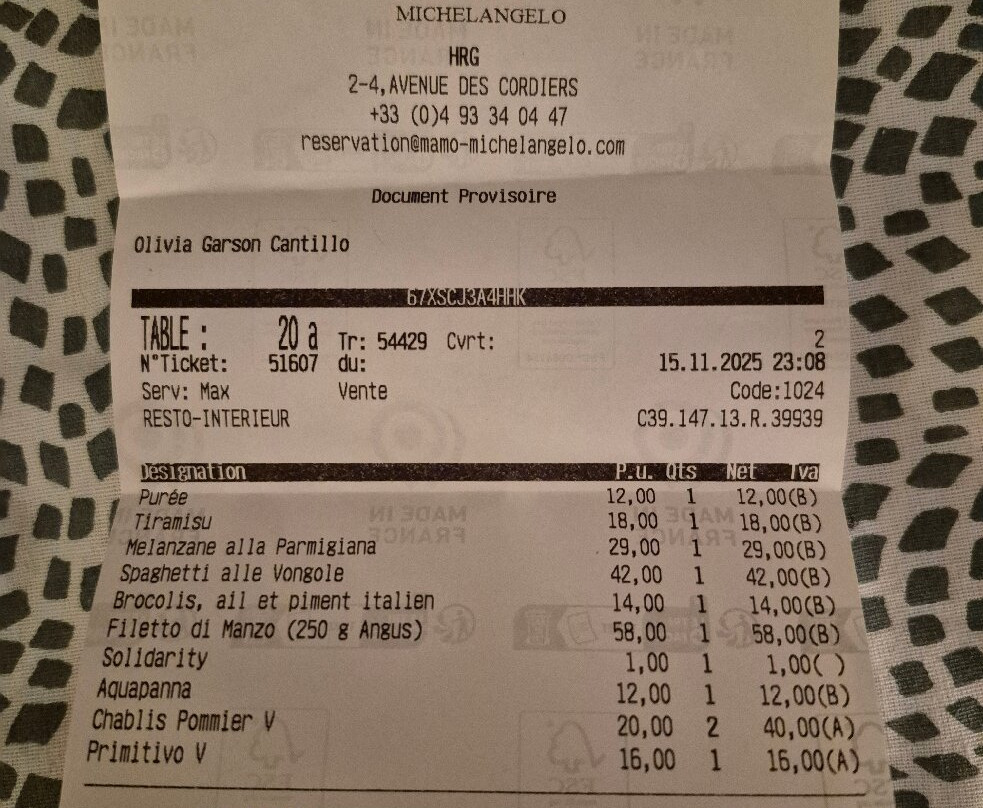 MICHELANGELO
HRG
2-4,AVENUE DES CORDIERS
+33 (0)4 93 34 04 47
reservation@mamo-michelangelo.com
Document Provisoire
Olivia Garson Cantillo
67XSCJ3A4HHK
TABLE : 20 a Tr: 54429 Cvrt: 2
N°Ticket: 51607 du: 15.11.2025 23:08
Serv: Max Vente Code:1024
RESTO-INTERIEUR C39.147.13.R.39939
Désignation P.u. Qts Net Tva
Purée 12,00 1 12,00(B)
Tiramisu 18,00 1 18,00(B)
Melanzane alla Parmigiana 29,00 1 29,00(B)
Spaghetti alle Vongole 42,00 1 42,00(B)
Brocolis, ail et piment italien 14,00 1 14,00(B)
Filetto di Manzo (250 g Angus) 58,00 1 58,00(B)
Solidarity 1,00 1 1,00( )
Aquapanna 12,00 1 12,00(B)
Chablis Pommier V 20,00 2 40,00(A)
Primitivo V 16,00 1 16,00(A)